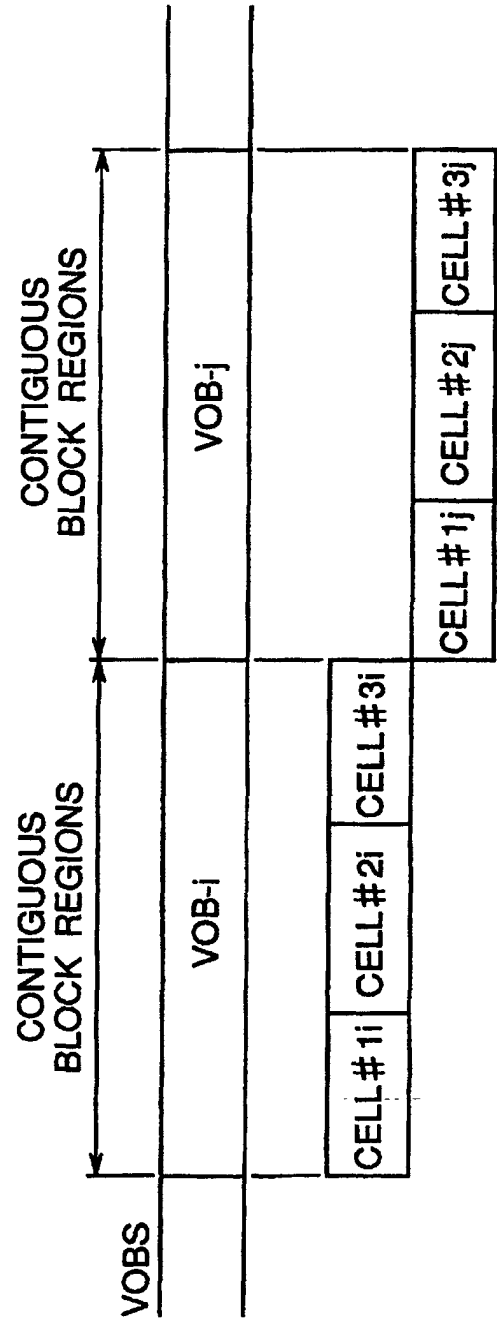 CONTIGUOUS
BLOCK REGIONS
CONTIGUOUS
BLOCK REGIONS
VOBS
VOB-i
VOB-j
CELL#1i
CELL#2i
CELL#3i
CELL#1j
CELL#2j
CELL#3j